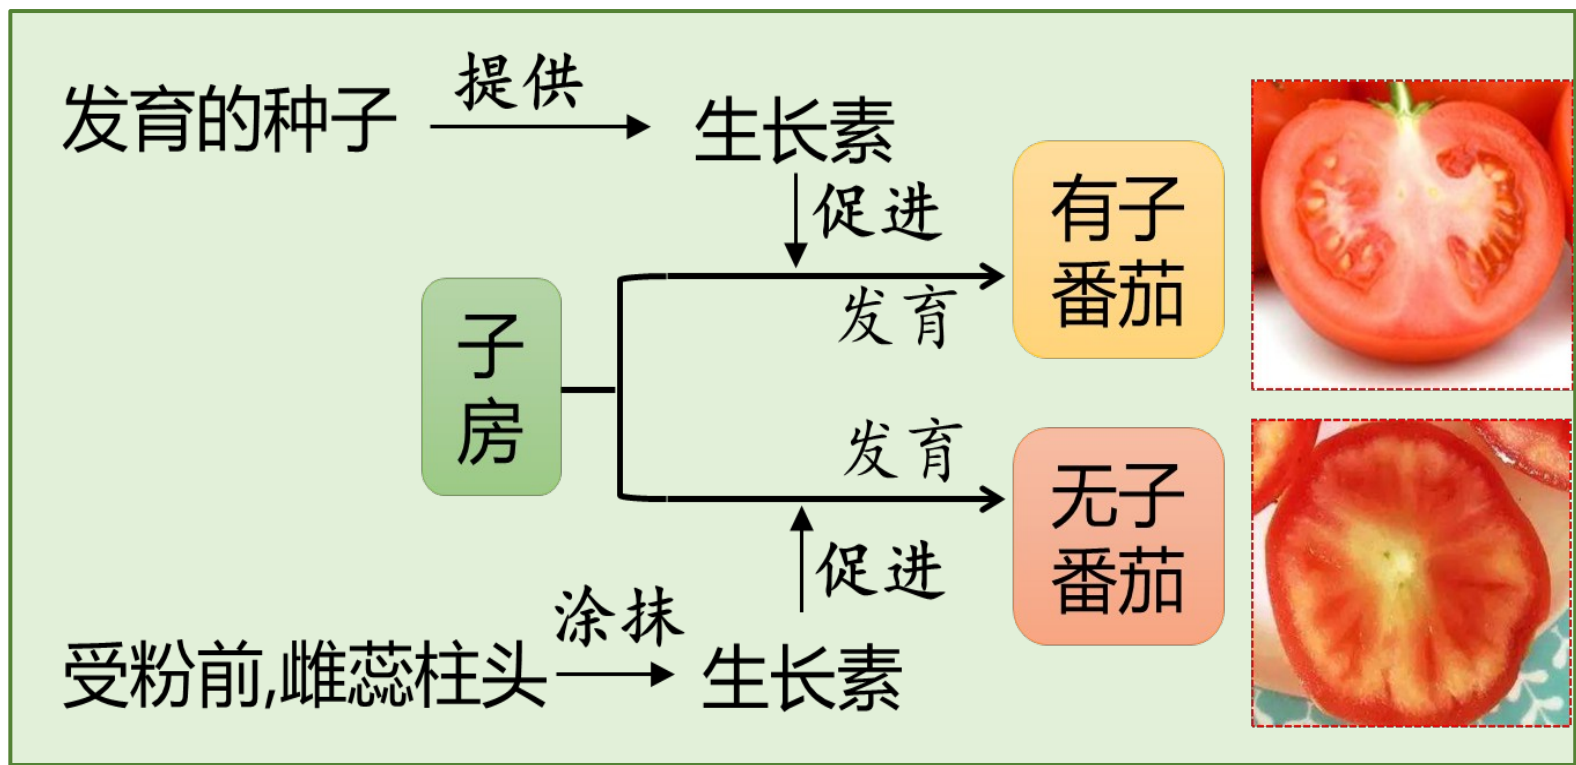 发育的种子
提供
生长素
促进
有子
番茄
发育
子
房
发育
无子
番茄
促进
涂抹
受粉前,雌蕊柱头
生长素